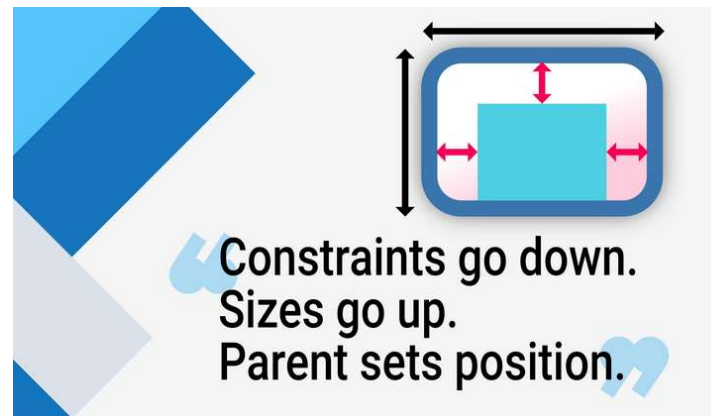 Constraints go down.
Sizes go up.
Parent sets position.